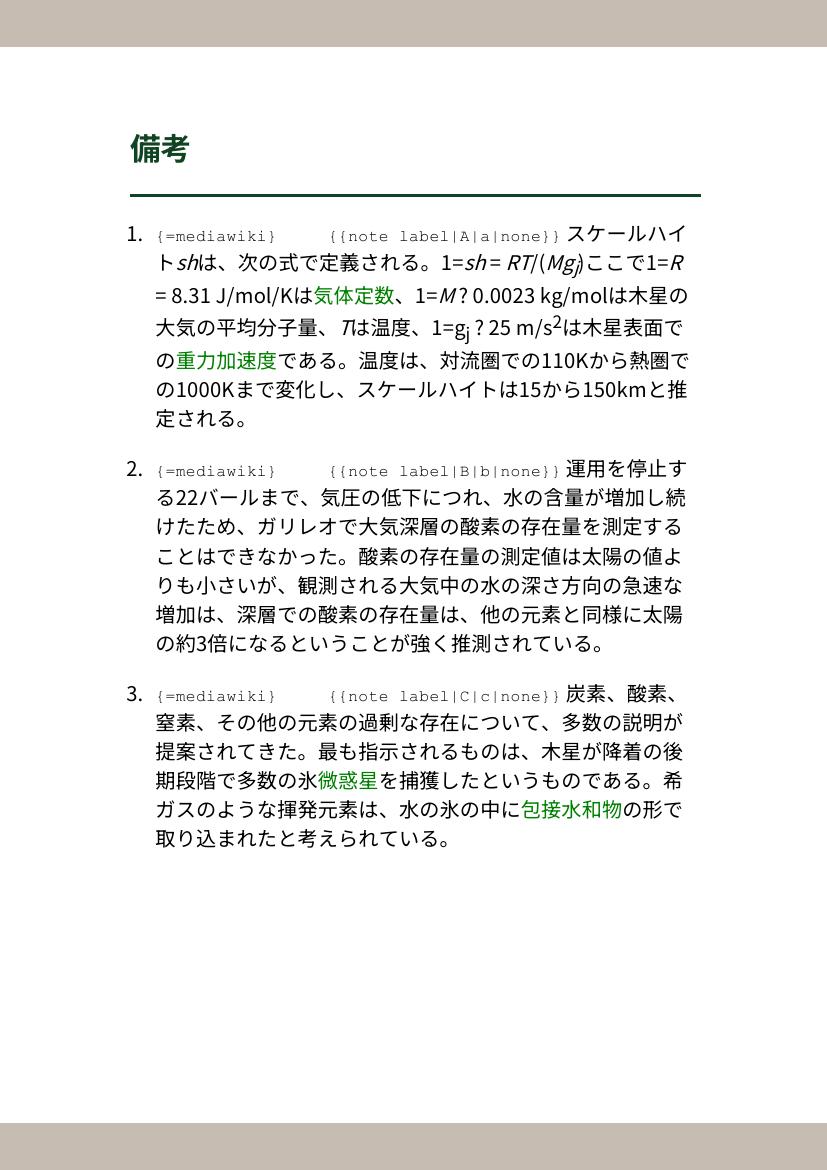 備考
1. {=mediawiki} {{note label|A|a|none}} スケールハイ
トshは、次の式で定義される。1=sh = RT/(Mgj)ここで1=R
= 8.31 J/mol/Kは気体定数、1=M ? 0.0023 kg/molは木星の
大気の平均分子量、Tは温度、1=gj ? 25 m/s2は木星表面で
の重力加速度である。温度は、対流圏での110Kから熱圏で
の1000Kまで変化し、スケールハイトは15から150kmと推
定される。
2. {=mediawiki} {{note label|B|b|none}} 運用を停止す
る22バールまで、気圧の低下につれ、水の含量が増加し続
けたため、ガリレオで大気深層の酸素の存在量を測定する
ことはできなかった。酸素の存在量の測定値は太陽の値よ
りも小さいが、観測される大気中の水の深さ方向の急速な
増加は、深層での酸素の存在量は、他の元素と同様に太陽
の約3倍になるということが強く推測されている。
3. {=mediawiki} {{note label|C|c|none}} 炭素、酸素、
窒素、その他の元素の過剰な存在について、多数の説明が
提案されてきた。最も指示されるものは、木星が降着の後
期段階で多数の氷微惑星を捕獲したというものである。希
ガスのような揮発元素は、水の氷の中に包接水和物の形で
取り込まれたと考えられている。